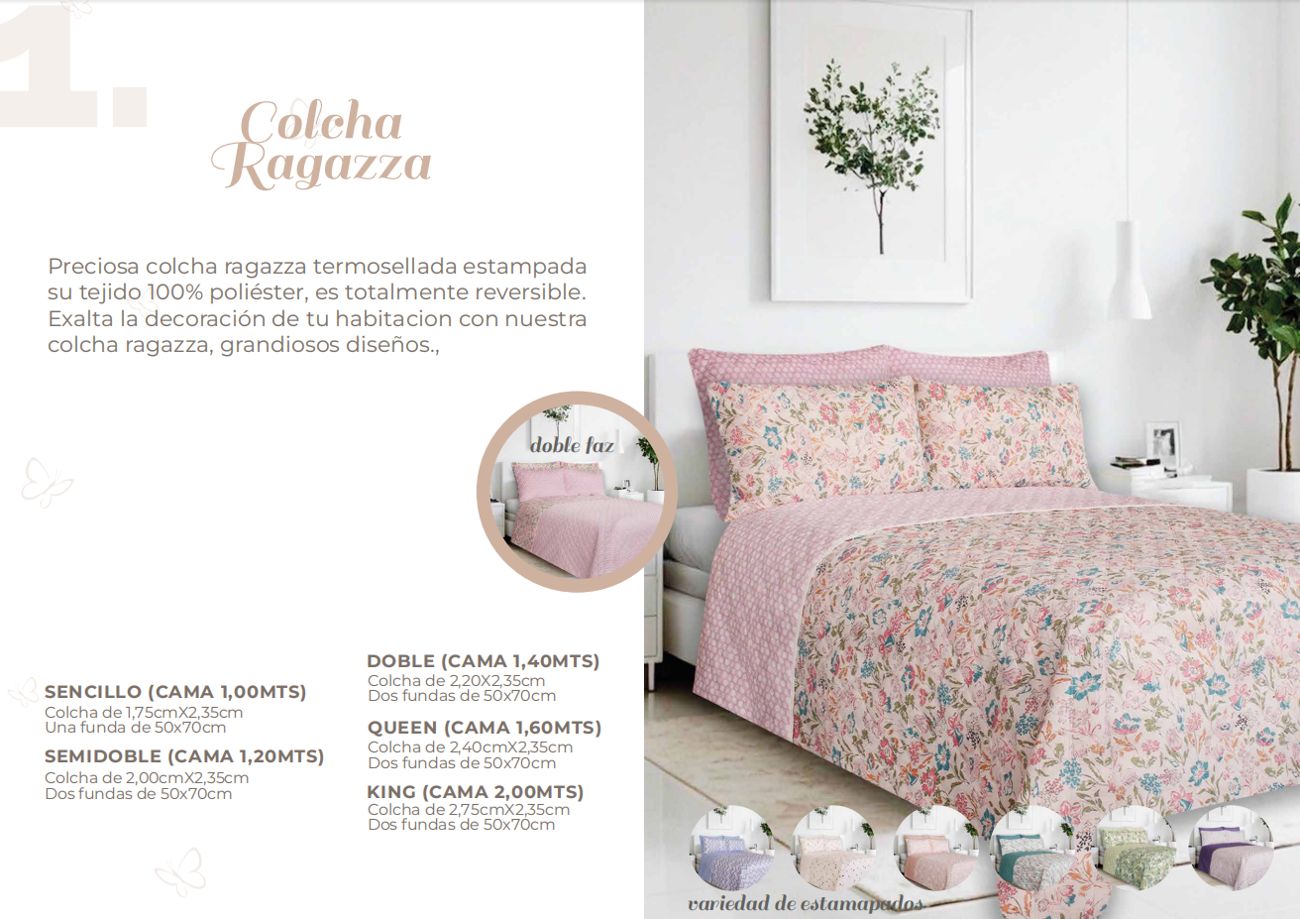 1.
Colcha
Ragazza
Preciosa colcha ragazza termosellada estampada
su tejido 100% poliéster, es totalmente reversible.
Exalta la decoración de tu habitacion con nuestra
colcha ragazza, grandiosos diseños.,
doble faz
SENCILLO (CAMA 1,00MTS)
Colcha de 1,75cmX2,35cm
Una funda de 50x70cm
SEMIDOBLE (CAMA 1,20MTS)
Colcha de 2,00cmX2,35cm
Dos fundas de 50x70cm
DOBLE (CAMA 1,40MTS)
Colcha de 2,20X2,35cm
Dos fundas de 50x70cm
QUEEN (CAMA 1,60MTS)
Colcha de 2,40cmX2,35cm
Dos fundas de 50x70cm
KING (CAMA 2,00MTS)
Colcha de 2,75cmX2,35cm
Dos fundas de 50x70cm
variedad de estamapados